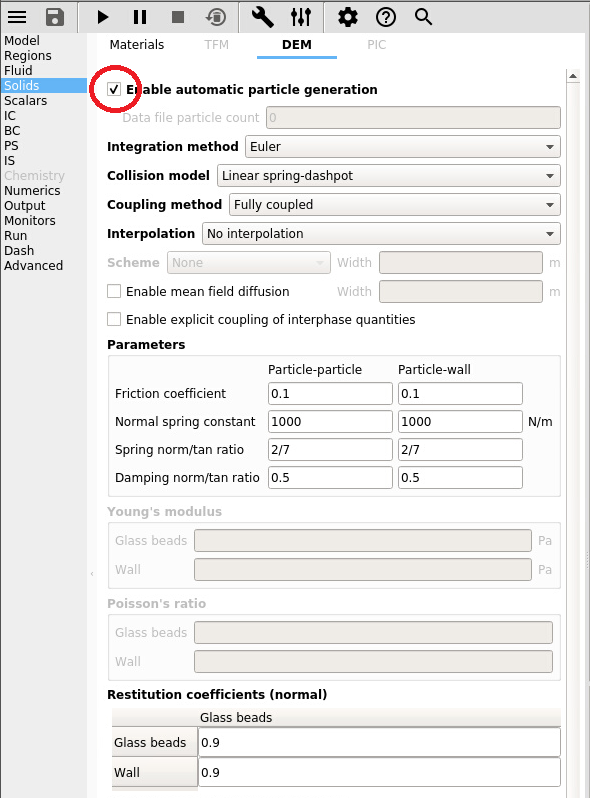 Model
Regions
Fluid
Solids
Scalars
IC
BC
PS
IS
Chemistry
Numerics
Output
Monitors
Run
Dash
Advanced
Materials TFM DEM PIC
Enable automatic particle generation
Data file particle count 0
Integration method Euler
Collision model Linear spring-dashpot
Coupling method Fully coupled
Interpolation No interpolation
Scheme None Width m
Enable mean field diffusion Width m
Enable explicit coupling of interphase quantities
Parameters
Particle-particle Particle-wall
Friction coefficient 0.1 0.1
Normal spring constant 1000 1000 N/m
Spring norm/tan ratio 2/7 2/7
Damping norm/tan ratio 0.5 0.5
Young's modulus
Glass beads Pa
Wall Pa
Poisson's ratio
Glass beads
Wall
Restitution coefficients (normal)
Glass beads
Glass beads 0.9
Wall 0.9